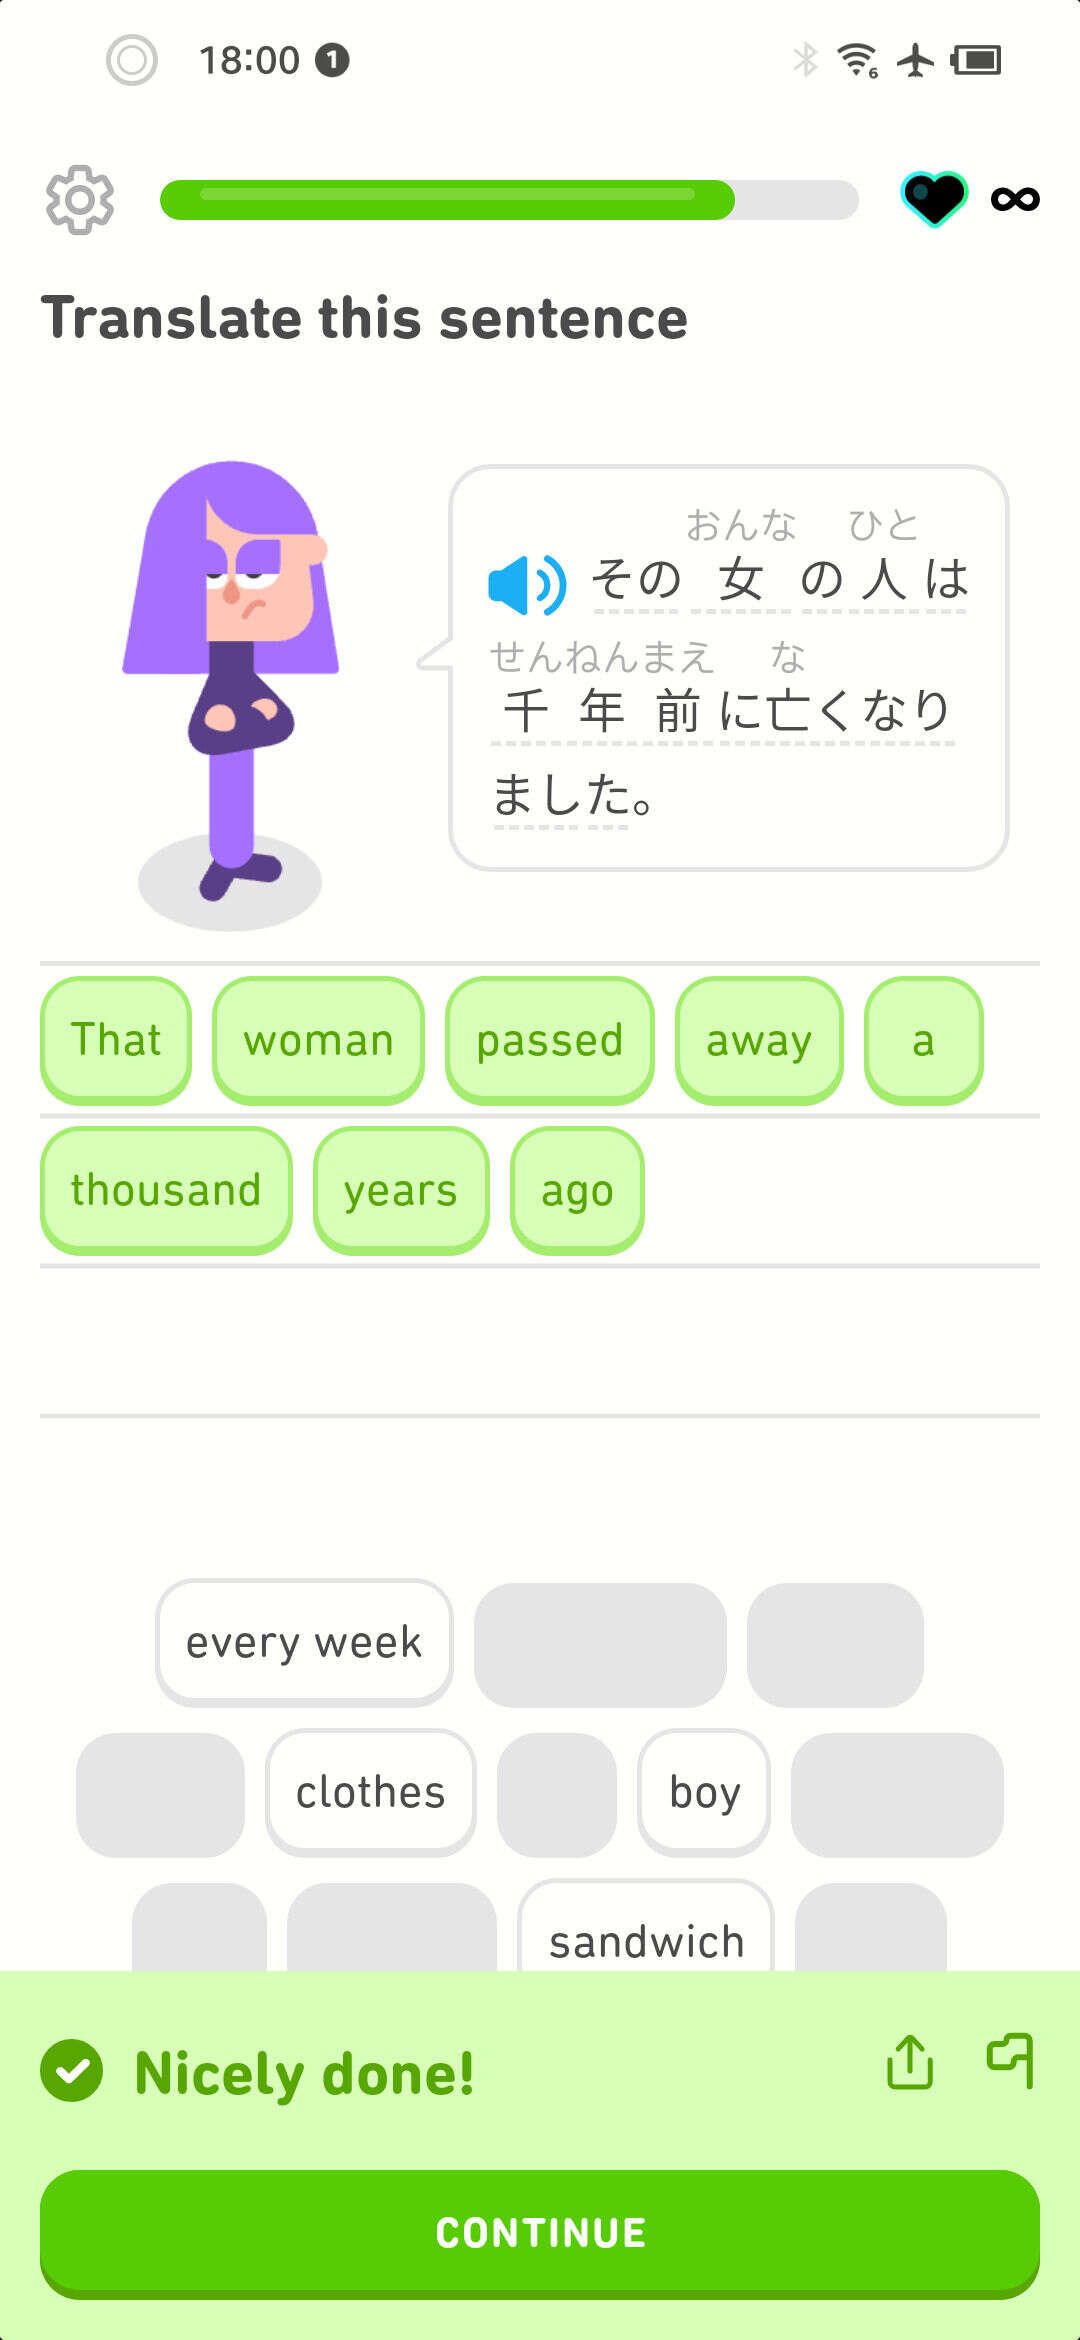 18:00 1
6
∞
Translate this sentence
おんな ひと
その女の人は
せんねんまえ な
千年前に亡くなり
ました。
That woman passed away a
thousand years ago
every week
clothes boy
sandwich
Nicely done!
CONTINUE